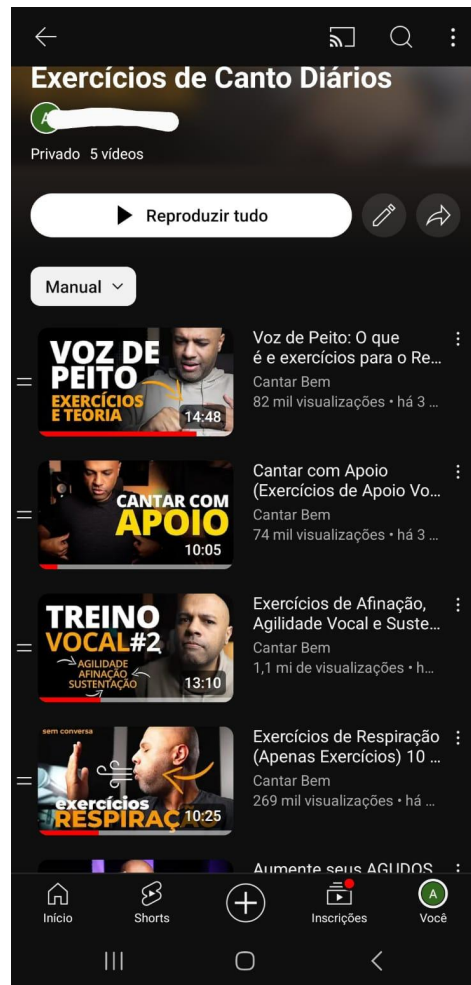 Exercícios de Canto Diários
A
Privado 5 vídeos
Reproduzir tudo
Manual
VOZ DE
PEITO
EXERCÍCIOS
E TEORIA
14:48
Voz de Peito: O que
é e exercícios para o Re...
Cantar Bem
82 mil visualizações • há 3 ...
CANTAR COM
APOIO
10:05
Cantar com Apoio
(Exercícios de Apoio Vo...
Cantar Bem
74 mil visualizações • há 3 ...
TREINO
VOCAL#2
AGILIDADE
AFINAÇÃO
SUSTENTAÇÃO
13:10
Exercícios de Afinação,
Agilidade Vocal e Suste...
Cantar Bem
1,1 mi de visualizações • h...
sem conversa
exercícios
RESPIRAÇ
10:25
Exercícios de Respiração
(Apenas Exercícios) 10 ...
Cantar Bem
269 mil visualizações • há ...
Aumente seus AGUDOS
Início
Shorts
Inscrições
A
Você